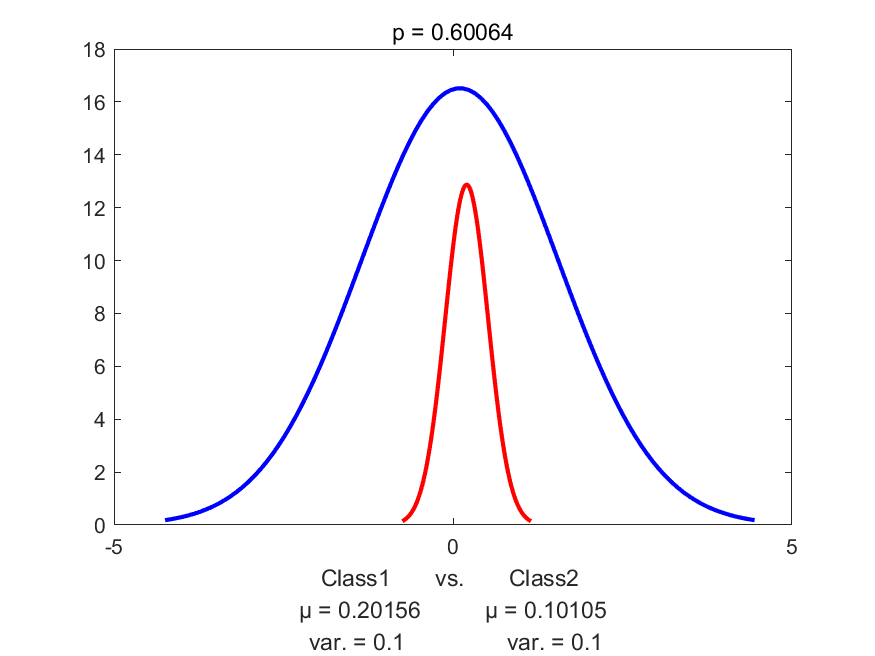 p = 0.60064
18
16
14
12
10
8
6
4
2
0
-5 0 5
Class1 vs. Class2
μ = 0.20156 μ = 0.10105
var. = 0.1 var. = 0.1